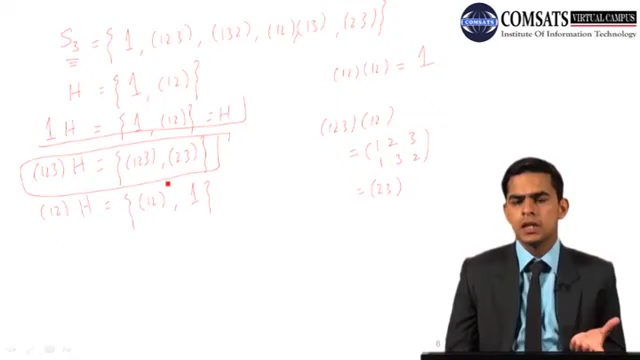 COMSATS VIRTUAL CAMPUS
Institute Of Information Technology
S₃ = {1, (123), (132), (12), (13), (23)}
H = {1, (12)}
1 H = {1, (12)} = H
(123) H = {(123), (23)}
(12) H = {(12), 1}
(12)(12) = 1
(123)(12)
= (1 2 3
1 3 2)
= (23)
8